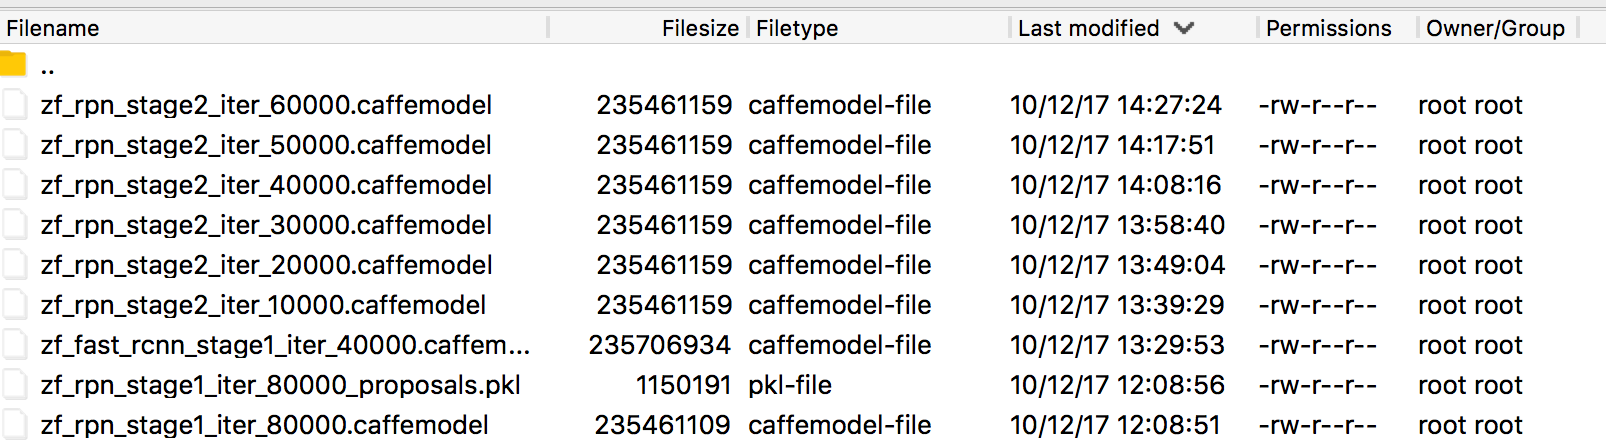 Filename Filesize Filetype Last modified Permissions Owner/Group
..
zf_rpn_stage2_iter_60000.caffemodel 235461159 caffemodel-file 10/12/17 14:27:24 -rw-r--r-- root root
zf_rpn_stage2_iter_50000.caffemodel 235461159 caffemodel-file 10/12/17 14:17:51 -rw-r--r-- root root
zf_rpn_stage2_iter_40000.caffemodel 235461159 caffemodel-file 10/12/17 14:08:16 -rw-r--r-- root root
zf_rpn_stage2_iter_30000.caffemodel 235461159 caffemodel-file 10/12/17 13:58:40 -rw-r--r-- root root
zf_rpn_stage2_iter_20000.caffemodel 235461159 caffemodel-file 10/12/17 13:49:04 -rw-r--r-- root root
zf_rpn_stage2_iter_10000.caffemodel 235461159 caffemodel-file 10/12/17 13:39:29 -rw-r--r-- root root
zf_fast_rcnn_stage1_iter_40000.caffem... 235706934 caffemodel-file 10/12/17 13:29:53 -rw-r--r-- root root
zf_rpn_stage1_iter_80000_proposals.pkl 1150191 pkl-file 10/12/17 12:08:56 -rw-r--r-- root root
zf_rpn_stage1_iter_80000.caffemodel 235461109 caffemodel-file 10/12/17 12:08:51 -rw-r--r-- root root